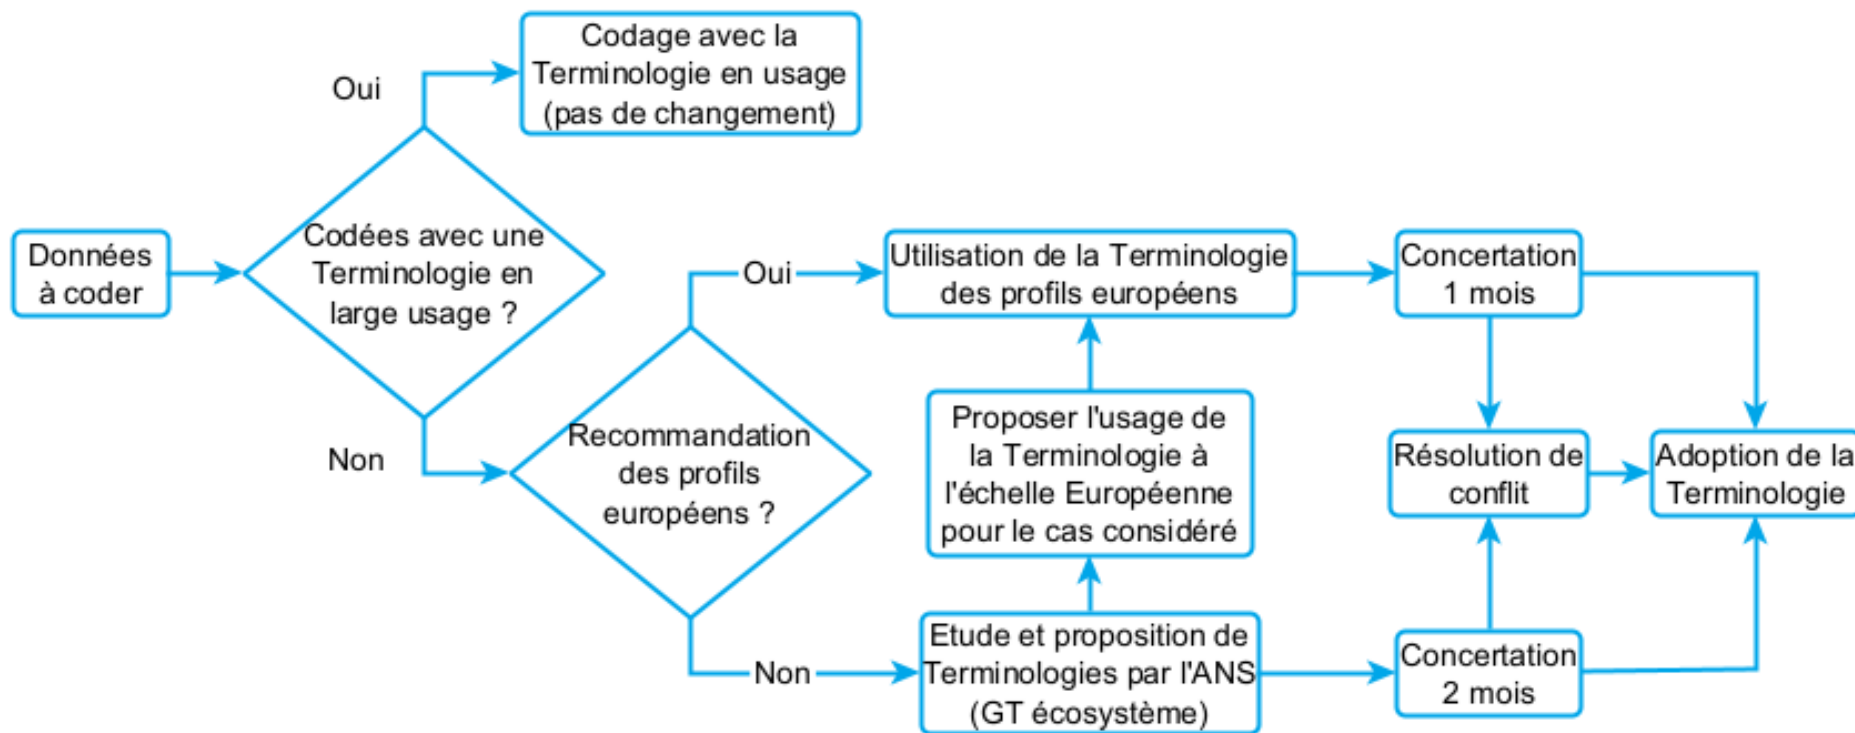 Codage avec la
Terminologie en usage
(pas de changement)
Oui
Données
à coder
Codées avec une
Terminologie en
large usage ?
Non
Oui
Utilisation de la Terminologie
des profils européens
Concertation
1 mois
Recommandation
des profils
européens ?
Proposer l'usage de
la Terminologie à
l'échelle Européenne
pour le cas considéré
Résolution de
conflit
Adoption de la
Terminologie
Non
Etude et proposition de
Terminologies par l'ANS
(GT écosystème)
Concertation
2 mois